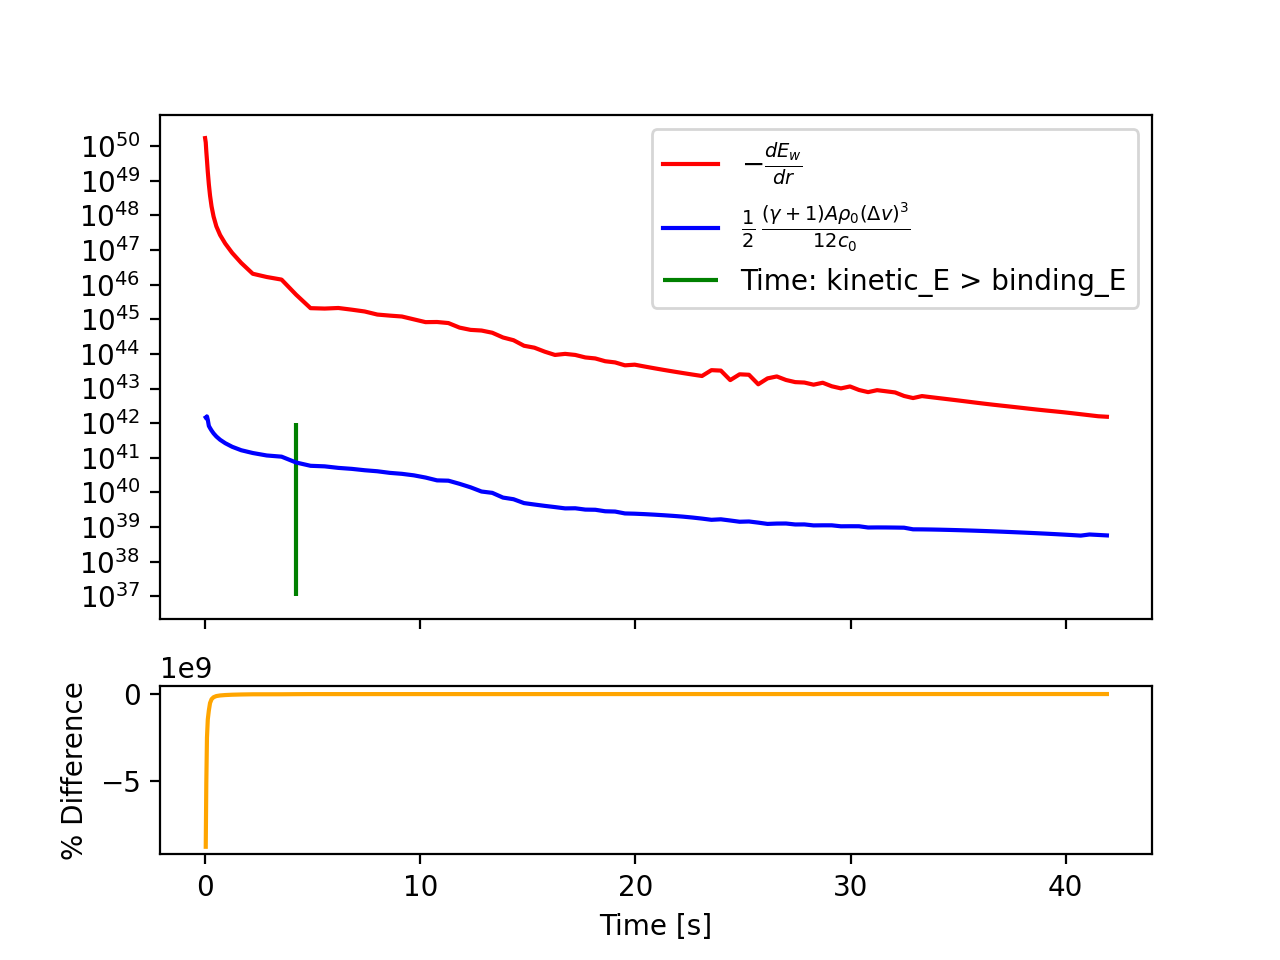 10^50
10^49
10^48
10^47
10^46
10^45
10^44
10^43
10^42
10^41
10^40
10^39
10^38
10^37
−dE_w/dr
1/2 (γ + 1)Aρ₀(Δv)³/12c₀
Time: kinetic_E > binding_E
1e9
0
−5
% Difference
0 10 20 30 40
Time [s]